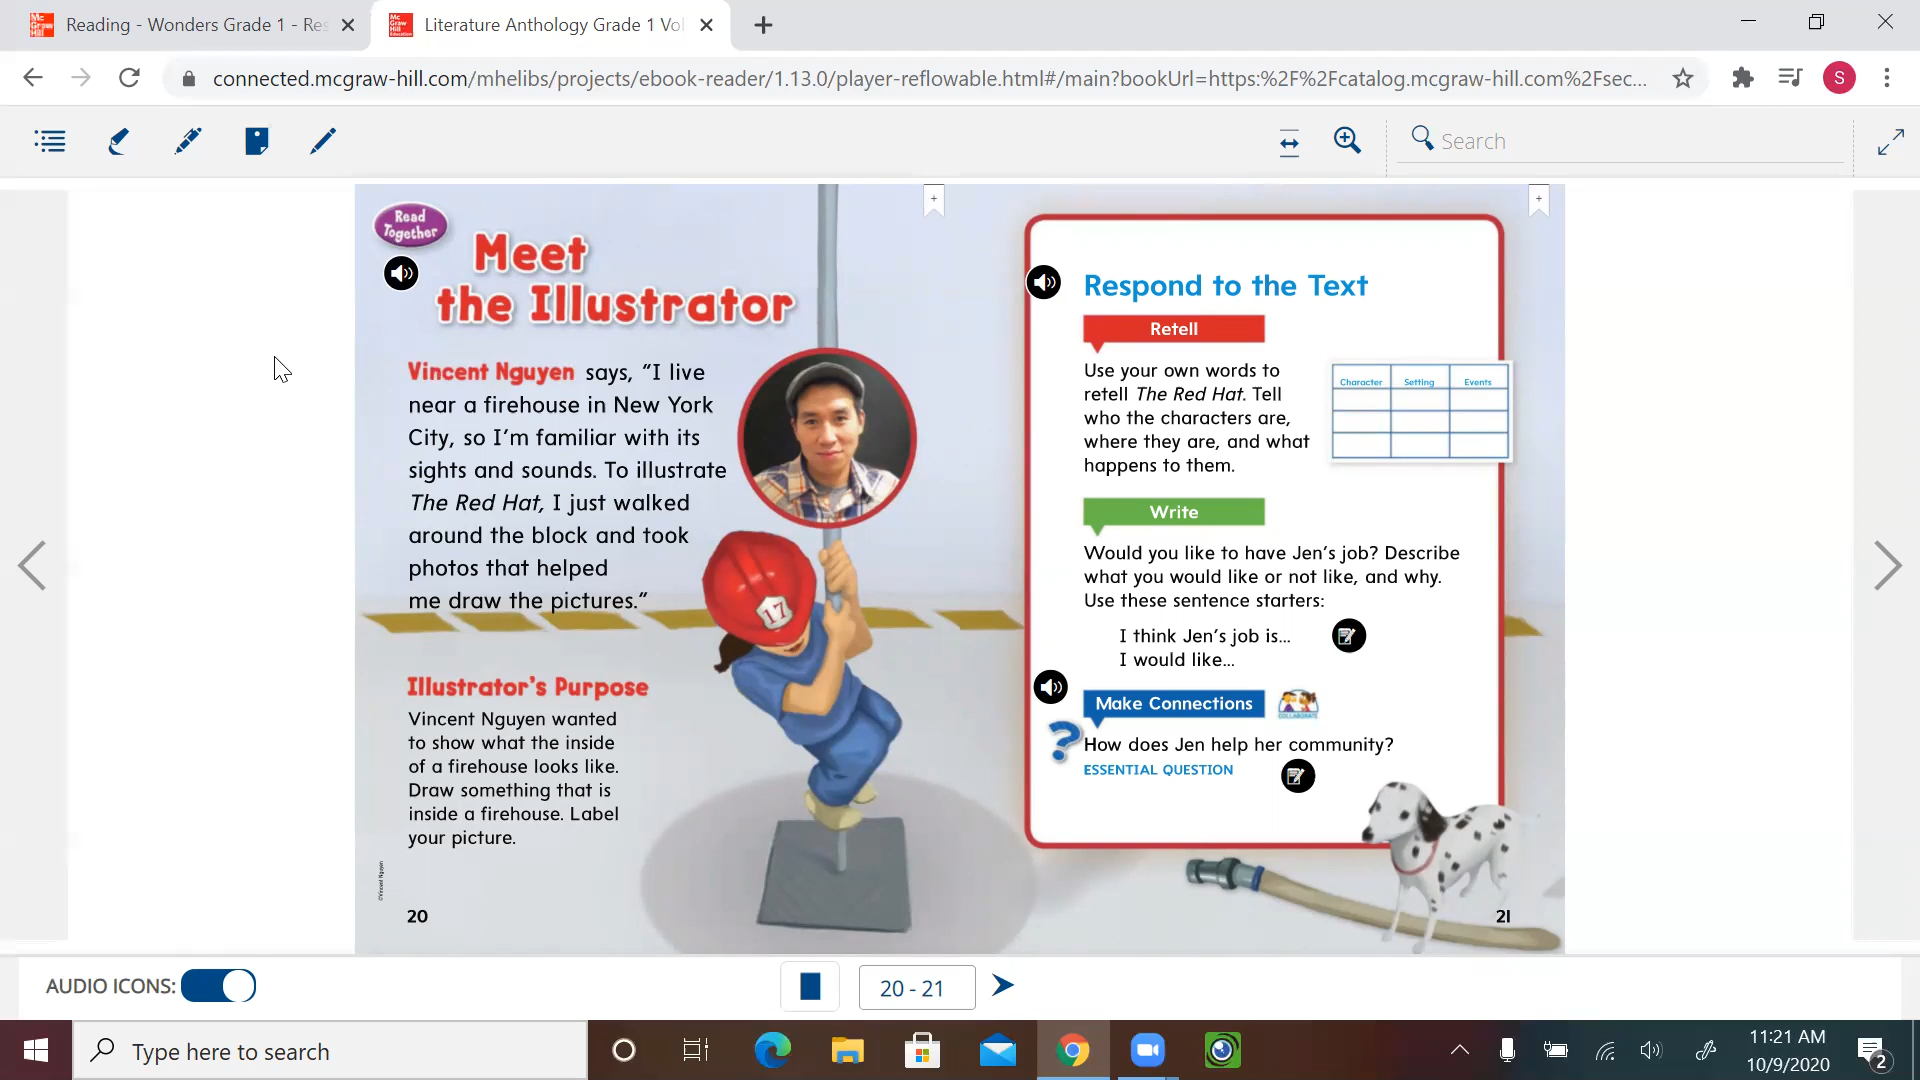 Reading - Wonders Grade 1 - Res
Literature Anthology Grade 1 Vol
connected.mcgraw-hill.com/mhelibs/projects/ebook-reader/1.13.0/player-reflowable.html#/main?bookUrl=https:%2F%2Fcatalog.mcgraw-hill.com%2Fsec...
S
Search
Read
Together
Meet
the Illustrator
Vincent Nguyen says, “I live
near a firehouse in New York
City, so I’m familiar with its
sights and sounds. To illustrate
The Red Hat, I just walked
around the block and took
photos that helped
me draw the pictures.”
17
Illustrator’s Purpose
Vincent Nguyen wanted
to show what the inside
of a firehouse looks like.
Draw something that is
inside a firehouse. Label
your picture.
©Vincent Nguyen
20
Respond to the Text
Retell
Use your own words to
retell The Red Hat. Tell
who the characters are,
where they are, and what
happens to them.
Character Setting Events
Write
Would you like to have Jen’s job? Describe
what you would like or not like, and why.
Use these sentence starters:
I think Jen’s job is...
I would like...
Make Connections
COLLABORATE
How does Jen help her community?
ESSENTIAL QUESTION
21
AUDIO ICONS:
20 - 21
Type here to search
11:21 AM
10/9/2020
2